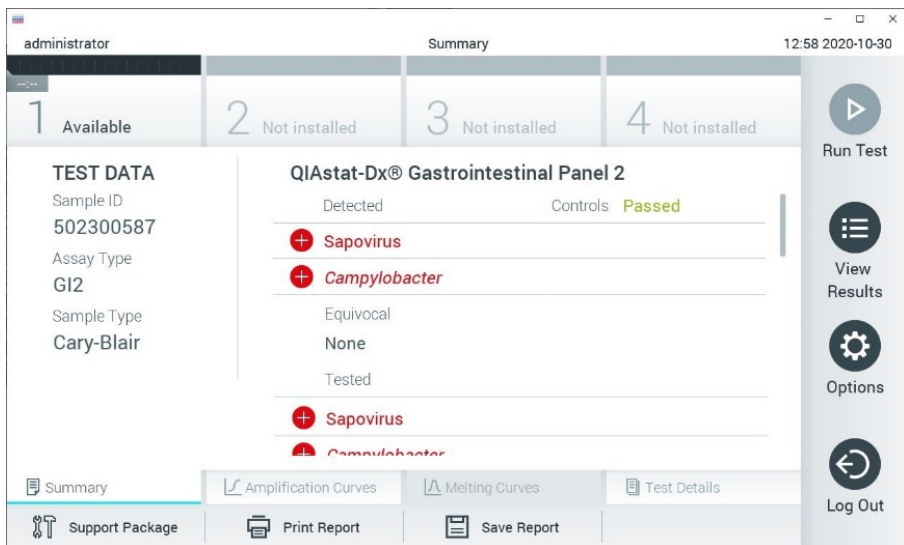 administrator Summary 12:58 2020-10-30
--:--
1 Available 2 Not installed 3 Not installed 4 Not installed
Run Test
TEST DATA
Sample ID
502300587
Assay Type
GI2
Sample Type
Cary-Blair
QIAstat-Dx® Gastrointestinal Panel 2
Detected Controls Passed
Sapovirus
Campylobacter
Equivocal
None
Tested
Sapovirus
Campylobacter
View
Results
Options
Log Out
Summary Amplification Curves Melting Curves Test Details
Support Package Print Report Save Report